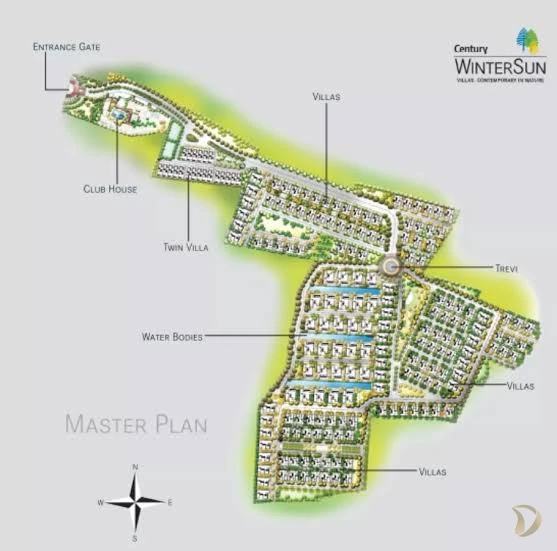 ENTRANCE GATE
Century
WINTERSUN
VILLAS. CONTEMPORARY IN NATURE
VILLAS
CLUB HOUSE
TWIN VILLA
TREVI
WATER BODIES
VILLAS
MASTER PLAN
VILLAS
N
W E
S